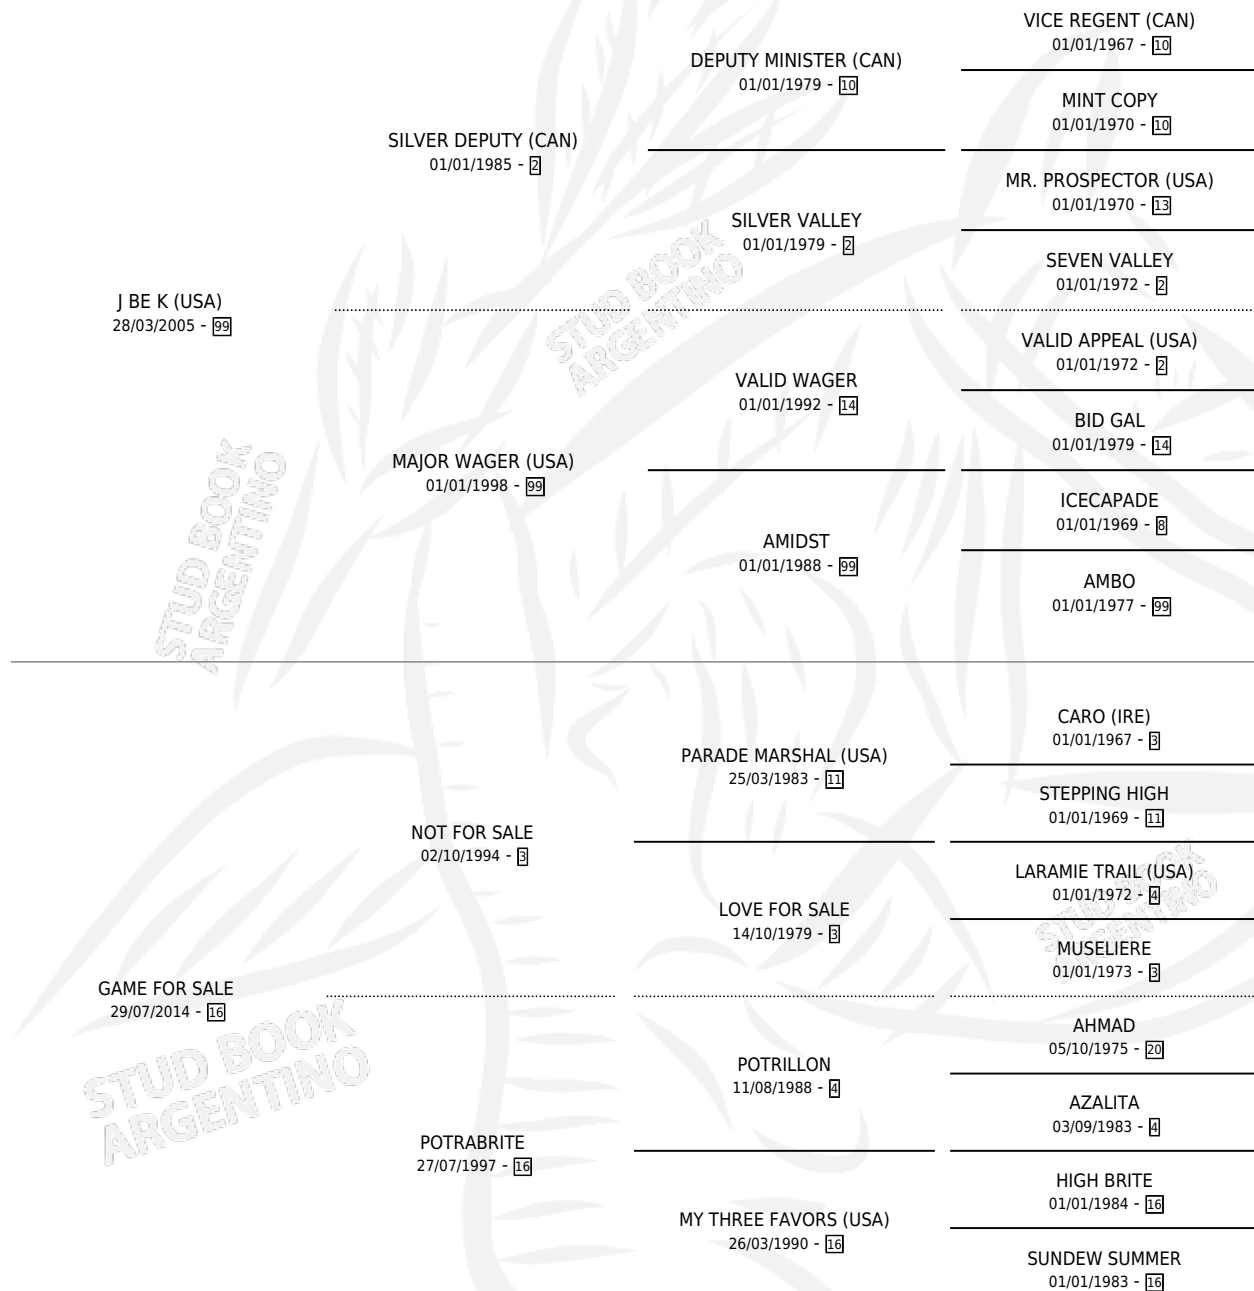 VICE REGENT (CAN)
01/01/1967 - 10
DEPUTY MINISTER (CAN)
01/01/1979 - 10
MINT COPY
01/01/1970 - 10
SILVER DEPUTY (CAN)
01/01/1985 - 2
MR. PROSPECTOR (USA)
01/01/1970 - 13
SILVER VALLEY
01/01/1979 - 2
SEVEN VALLEY
01/01/1972 - 2
J BE K (USA)
28/03/2005 - 99
VALID APPEAL (USA)
01/01/1972 - 2
VALID WAGER
01/01/1992 - 14
BID GAL
01/01/1979 - 14
MAJOR WAGER (USA)
01/01/1998 - 99
ICECAPADE
01/01/1969 - 8
AMIDST
01/01/1988 - 99
AMBO
01/01/1977 - 99
CARO (IRE)
01/01/1967 - 3
PARADE MARSHAL (USA)
25/03/1983 - 11
STEPPING HIGH
01/01/1969 - 11
NOT FOR SALE
02/10/1994 - 3
LARAMIE TRAIL (USA)
01/01/1972 - 4
LOVE FOR SALE
14/10/1979 - 3
MUSELIERE
01/01/1973 - 3
GAME FOR SALE
29/07/2014 - 16
AHMAD
05/10/1975 - 20
POTRILLON
11/08/1988 - 4
AZALITA
03/09/1983 - 4
POTRABRITE
27/07/1997 - 16
HIGH BRITE
01/01/1984 - 16
MY THREE FAVORS (USA)
26/03/1990 - 16
SUNDEW SUMMER
01/01/1983 - 16
STUD BOOK
ARGENTINO
STUD BOOK
ARGENTINO
STUD BOOK
ARGENTINO
STUD BOOK
ARGENTINO